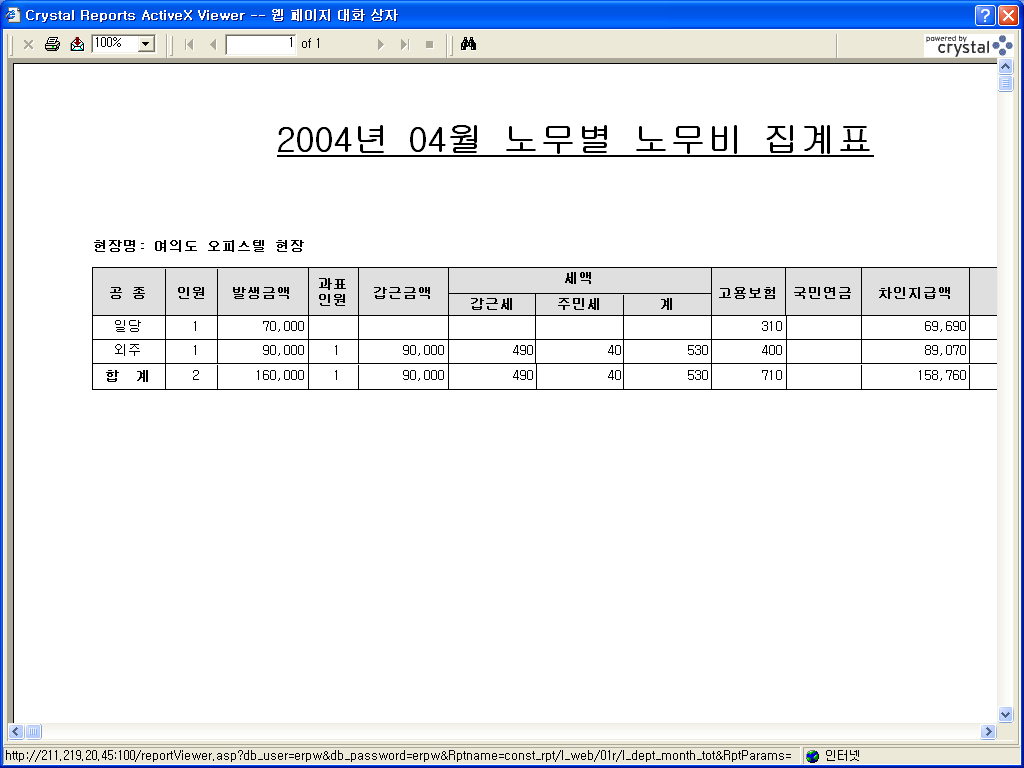 Crystal Reports ActiveX Viewer -- 웹 페이지 대화 상자
100% 1 of 1 powered by crystal
2004년 04월 노무별 노무비 집계표
현장명: 여의도 오피스텔 현장
공 종 인원 발생금액 과표인원 갑근금액 세액 고용보험 국민연금 차인지급액
갑근세 주민세 계
일당 1 70,000 310 69,690
외주 1 90,000 1 90,000 490 40 530 400 89,070
합 계 2 160,000 1 90,000 490 40 530 710 158,760
http://211.219.20.45:100/reportViewer.asp?db_user=erpw&db_password=erpw&Rptname=const_rpt/l_web/01r/l_dept_month_tot&RptParams= 인터넷